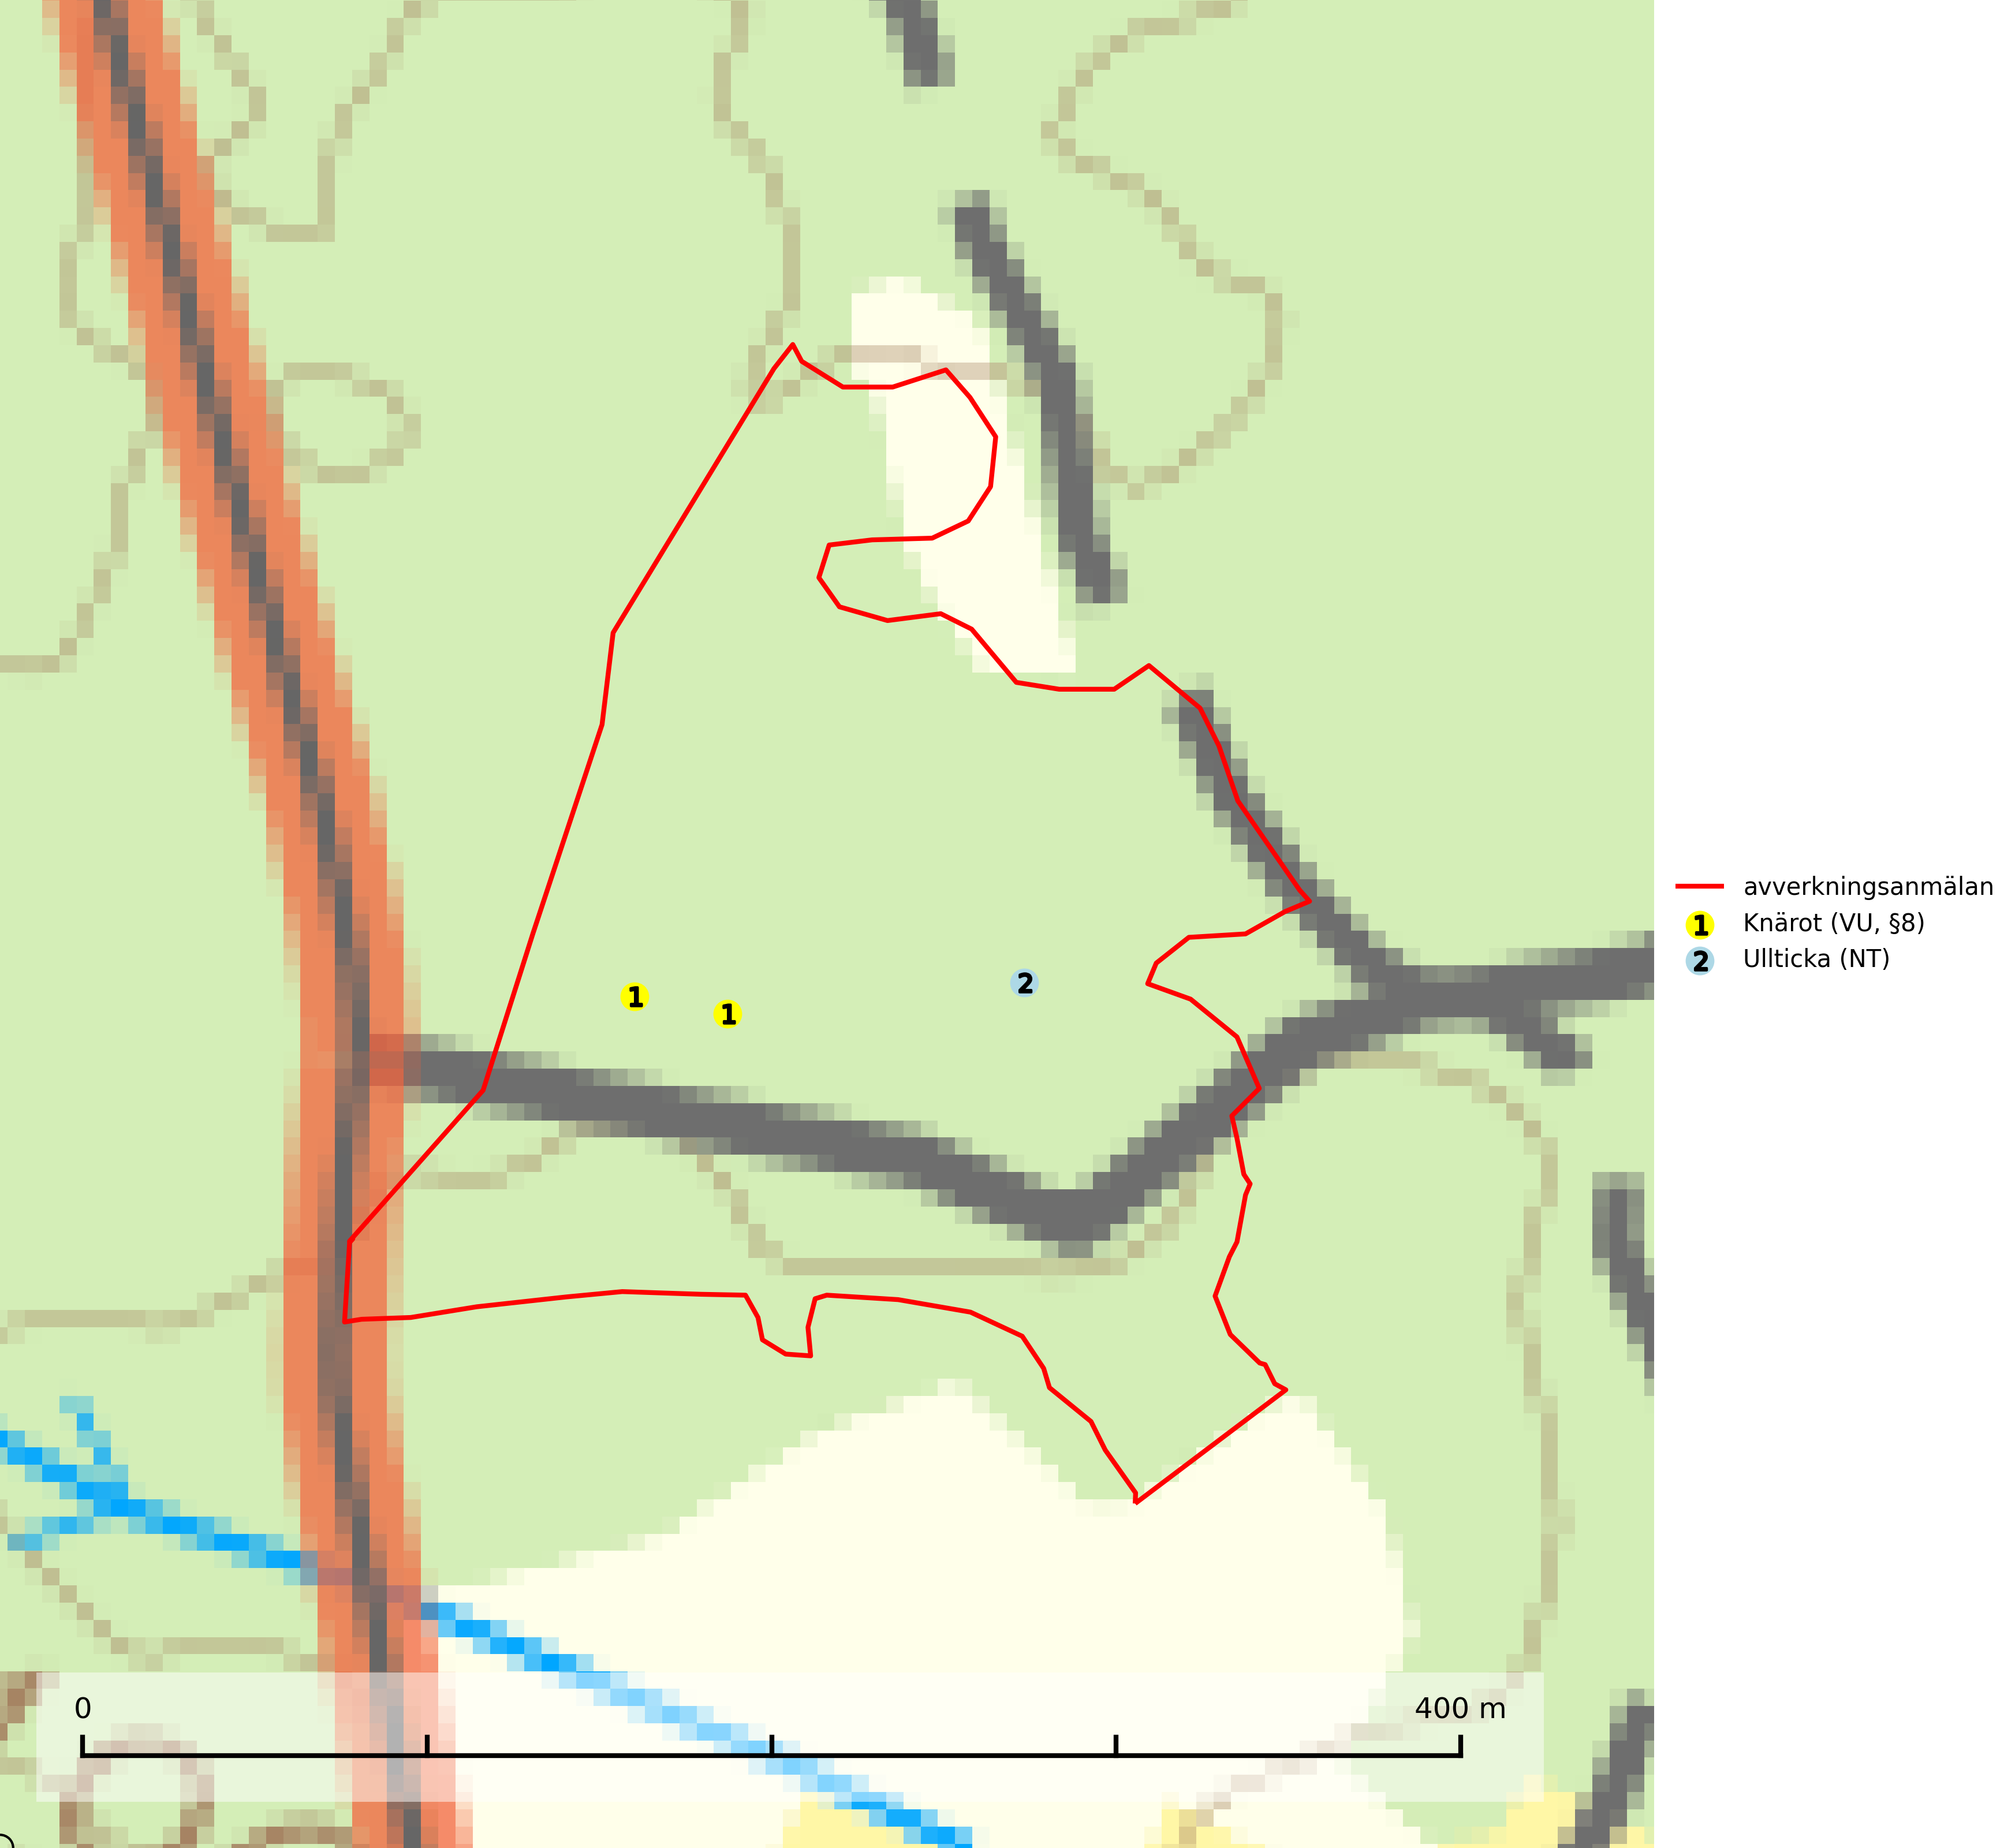 avverkningsanmälan
1 Knärot (VU, §8)
2 Ullticka (NT)
2
1
1
0 400 m